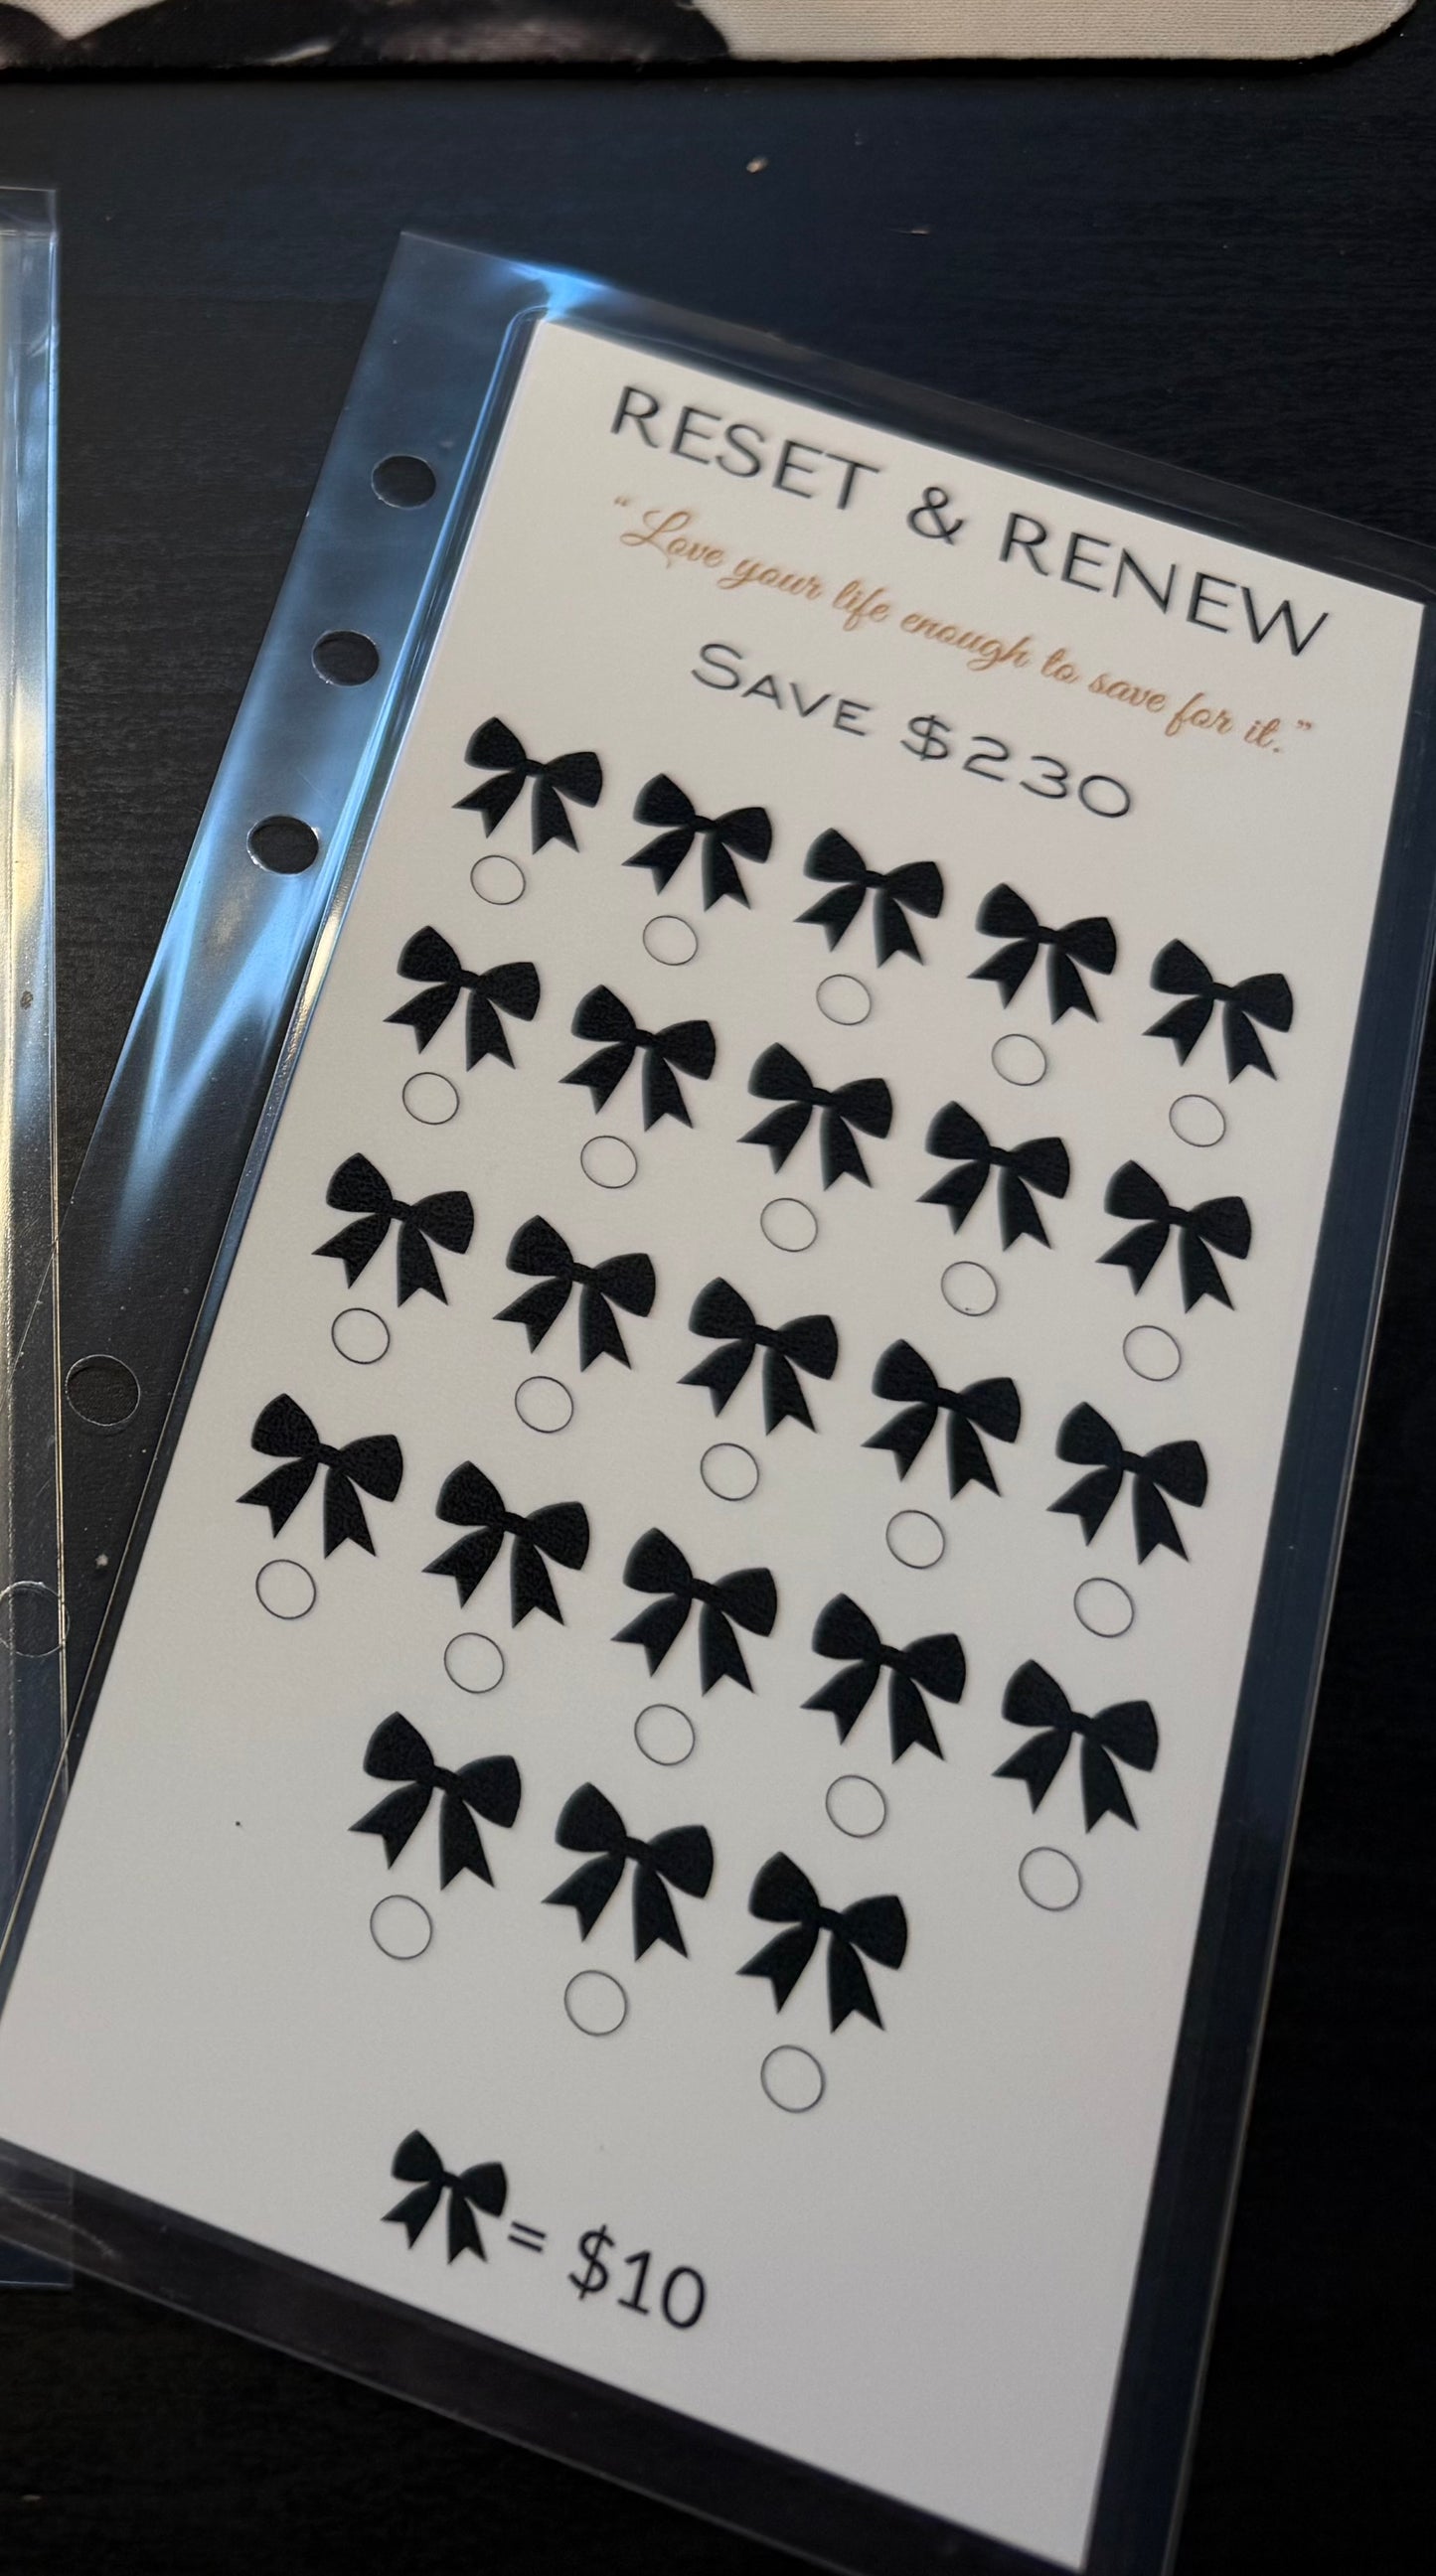 RESET & RENEW
“Love your life enough to save for it.”
SAVE $230
= $10